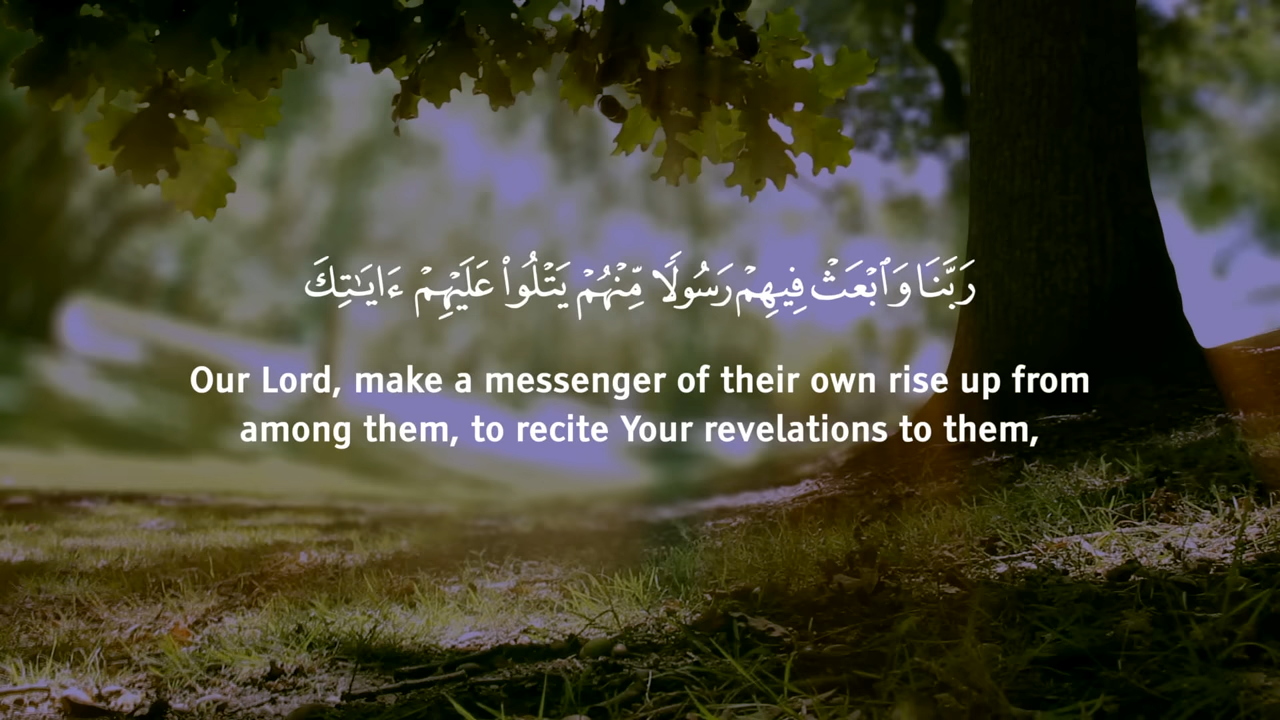 رَبَّنَا وَٱبْعَثْ فِيهِمْ رَسُولًا مِّنْهُمْ يَتْلُوا۟ عَلَيْهِمْ ءَايَـٰتِكَ
Our Lord, make a messenger of their own rise up from
among them, to recite Your revelations to them,